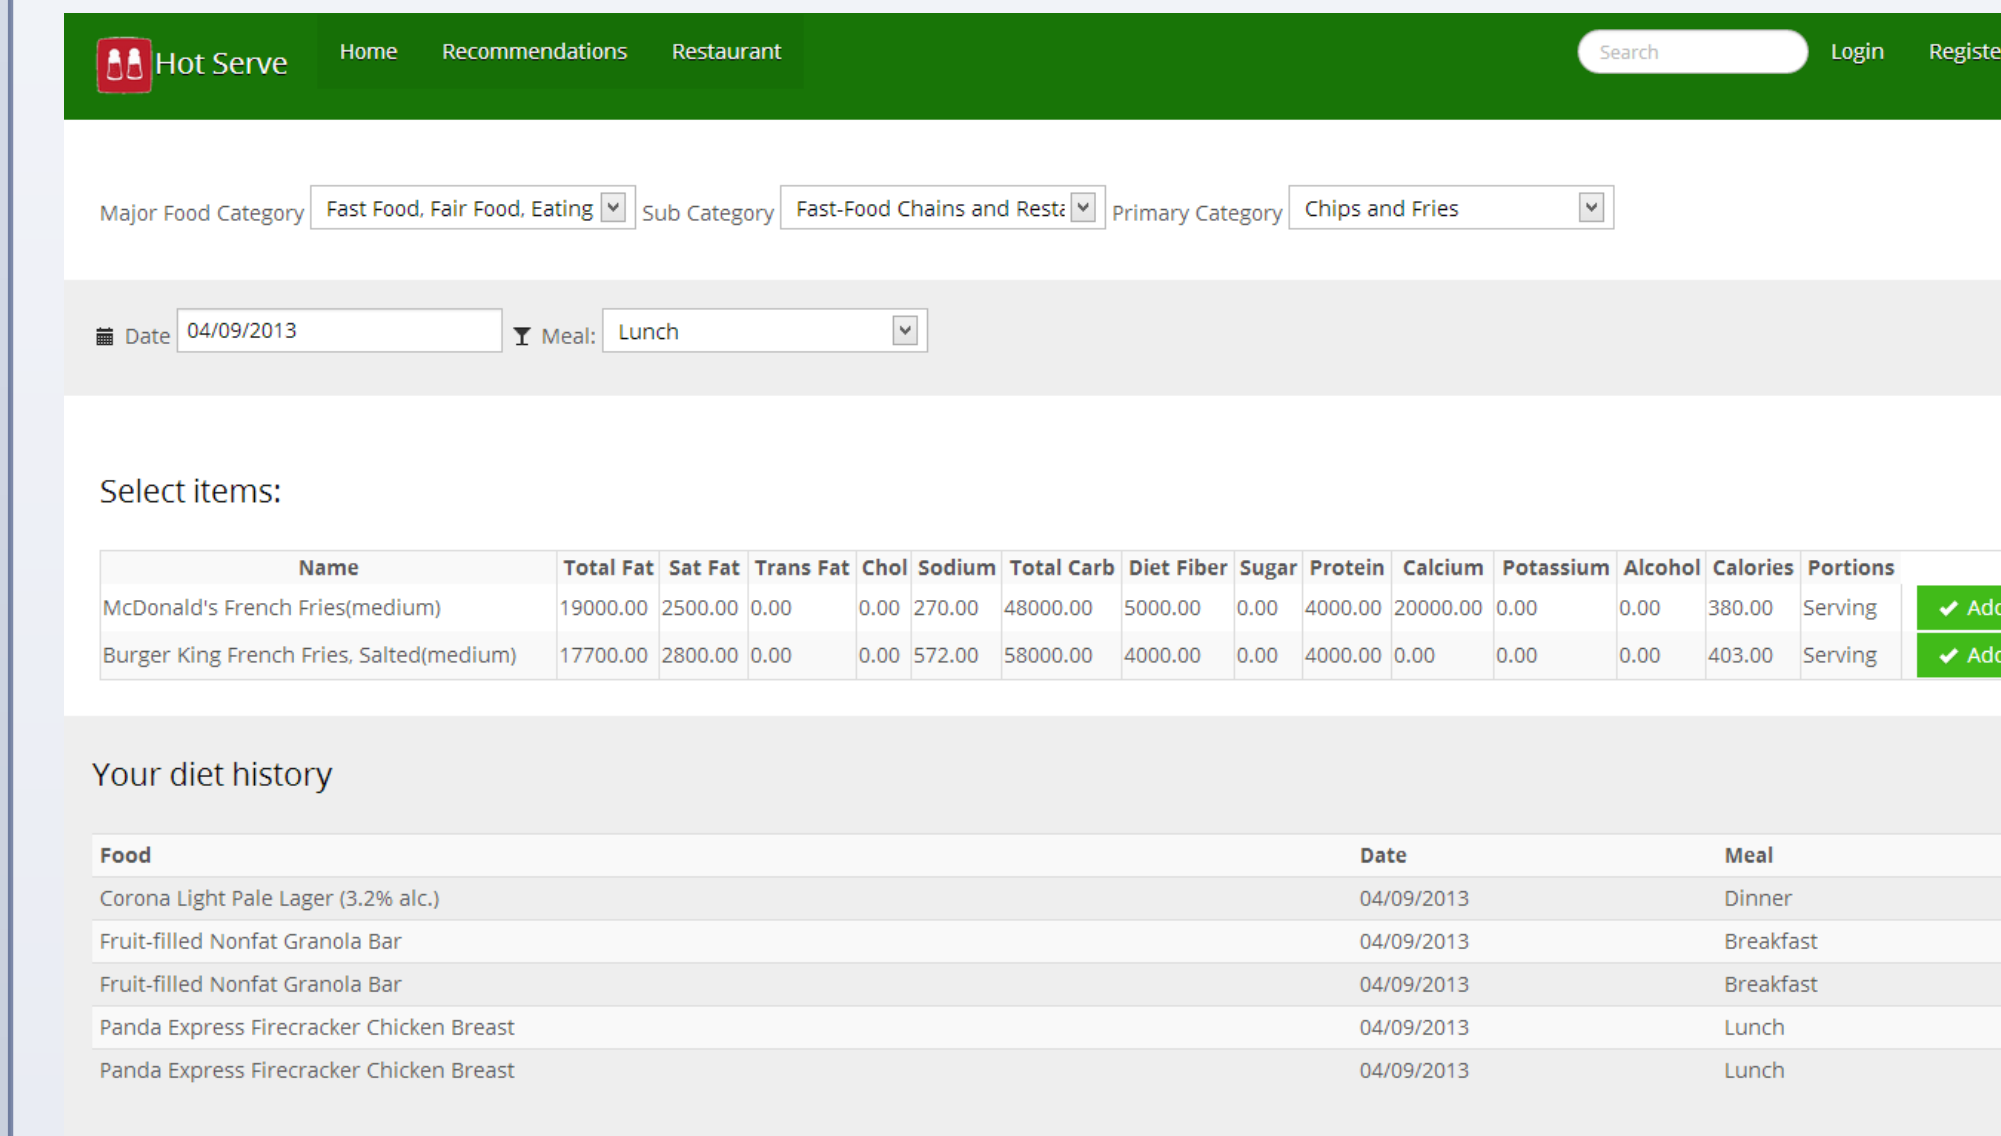 Hot Serve Home Recommendations Restaurant Search Login Registe
Major Food Category Fast Food, Fair Food, Eating Sub Category Fast-Food Chains and Resta Primary Category Chips and Fries
Date 04/09/2013 Meal: Lunch
Select items:
Name Total Fat Sat Fat Trans Fat Chol Sodium Total Carb Diet Fiber Sugar Protein Calcium Potassium Alcohol Calories Portions
McDonald's French Fries(medium) 19000.00 2500.00 0.00 0.00 270.00 48000.00 5000.00 0.00 4000.00 20000.00 0.00 0.00 380.00 Serving Add
Burger King French Fries, Salted(medium) 17700.00 2800.00 0.00 0.00 572.00 58000.00 4000.00 0.00 4000.00 0.00 0.00 0.00 403.00 Serving Add
Your diet history
Food Date Meal
Corona Light Pale Lager (3.2% alc.) 04/09/2013 Dinner
Fruit-filled Nonfat Granola Bar 04/09/2013 Breakfast
Fruit-filled Nonfat Granola Bar 04/09/2013 Breakfast
Panda Express Firecracker Chicken Breast 04/09/2013 Lunch
Panda Express Firecracker Chicken Breast 04/09/2013 Lunch